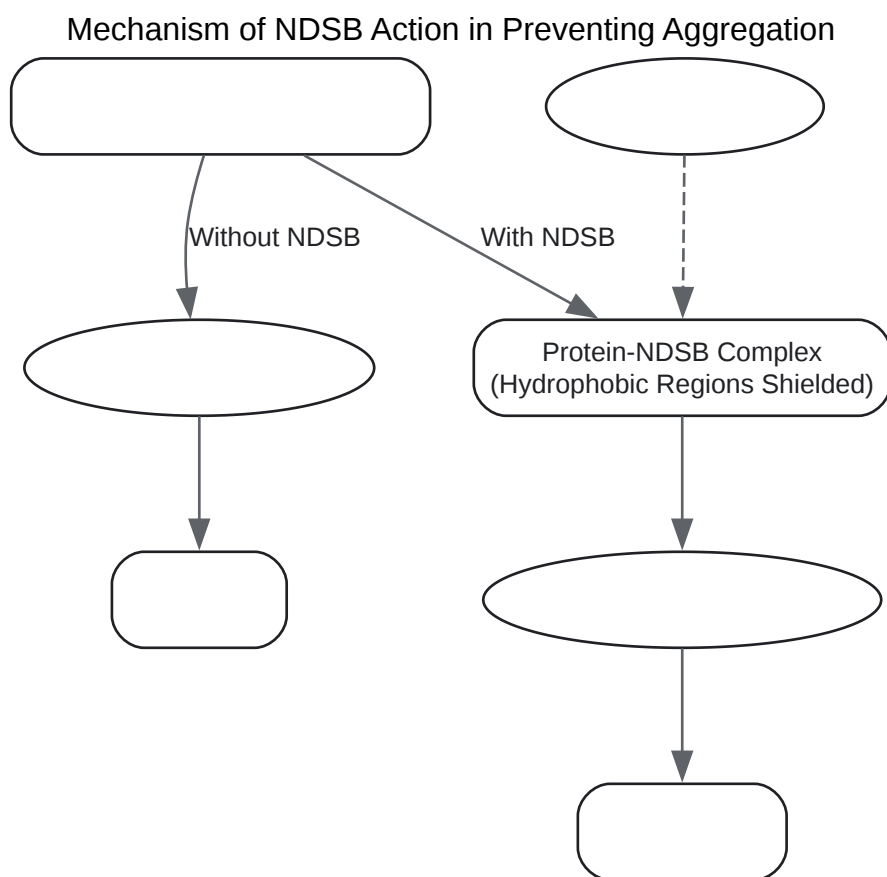 Mechanism of NDSB Action in Preventing Aggregation
Without NDSB
With NDSB
Protein-NDSB Complex
(Hydrophobic Regions Shielded)